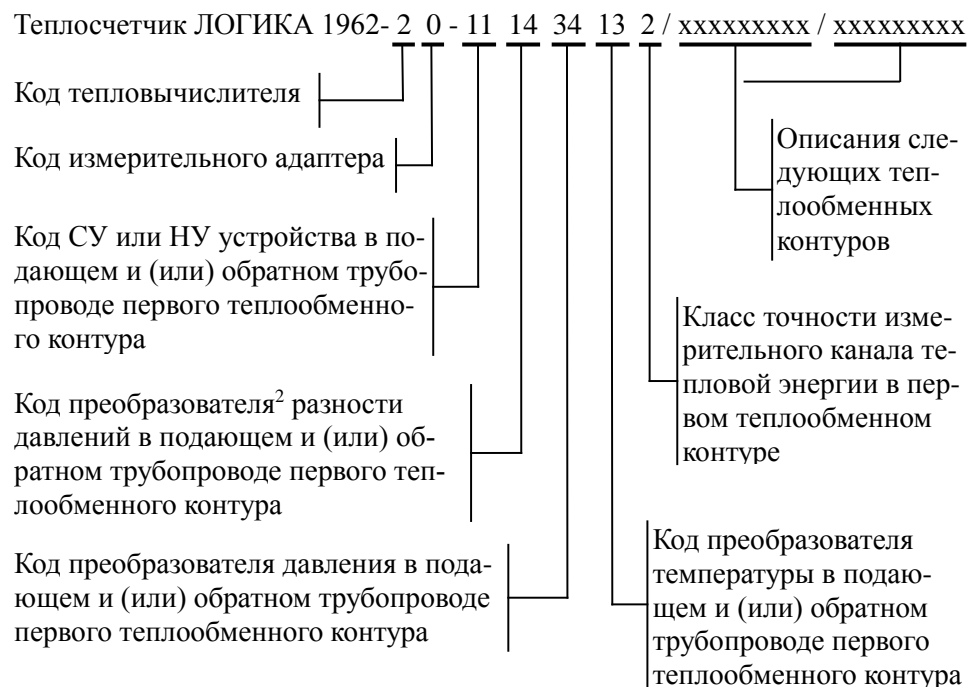 Теплосчетчик ЛОГИКА 1962- 2 0 - 11 14 34 13 2 / xxxxxxxxx / xxxxxxxxx
Код тепловычислителя
Код измерительного адаптера
Код СУ или НУ устройства в по-
дающем и (или) обратном трубо-
проводе первого теплообменно-
го контура
Код преобразователя² разности
давлений в подающем и (или) об-
ратном трубопроводе первого теп-
лообменного контура
Код преобразователя давления в пода-
ющем и (или) обратном трубопроводе
первого теплообменного контура
Описания сле-
дующих теп-
лообменных
контуров
Класс точности изме-
рительного канала те-
пловой энергии в пер-
вом теплообменном
контуре
Код преобразователя
температуры в подаю-
щем и (или) обратном
трубопроводе первого
теплообменного контура